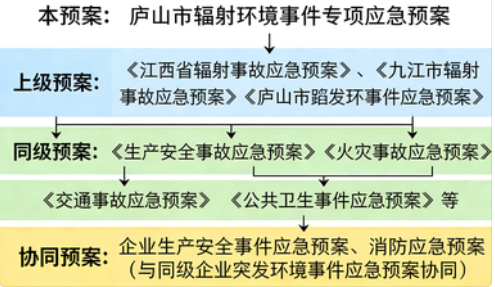 本预案：庐山市辐射环境事件专项应急预案
上级预案：《江西省辐射事故应急预案》、《九江市辐射
事故应急预案》《庐山市蹈发环事件应急预案》
同级预案：《生产安全事故应急预案》《火灾事故应急预案》
《交通事故应急预案》 《公共卫生事件应急预案》等
协同预案：企业生产安全事件应急预案、消防应急预案
（与同级企业突发环境事件应急预案协同）